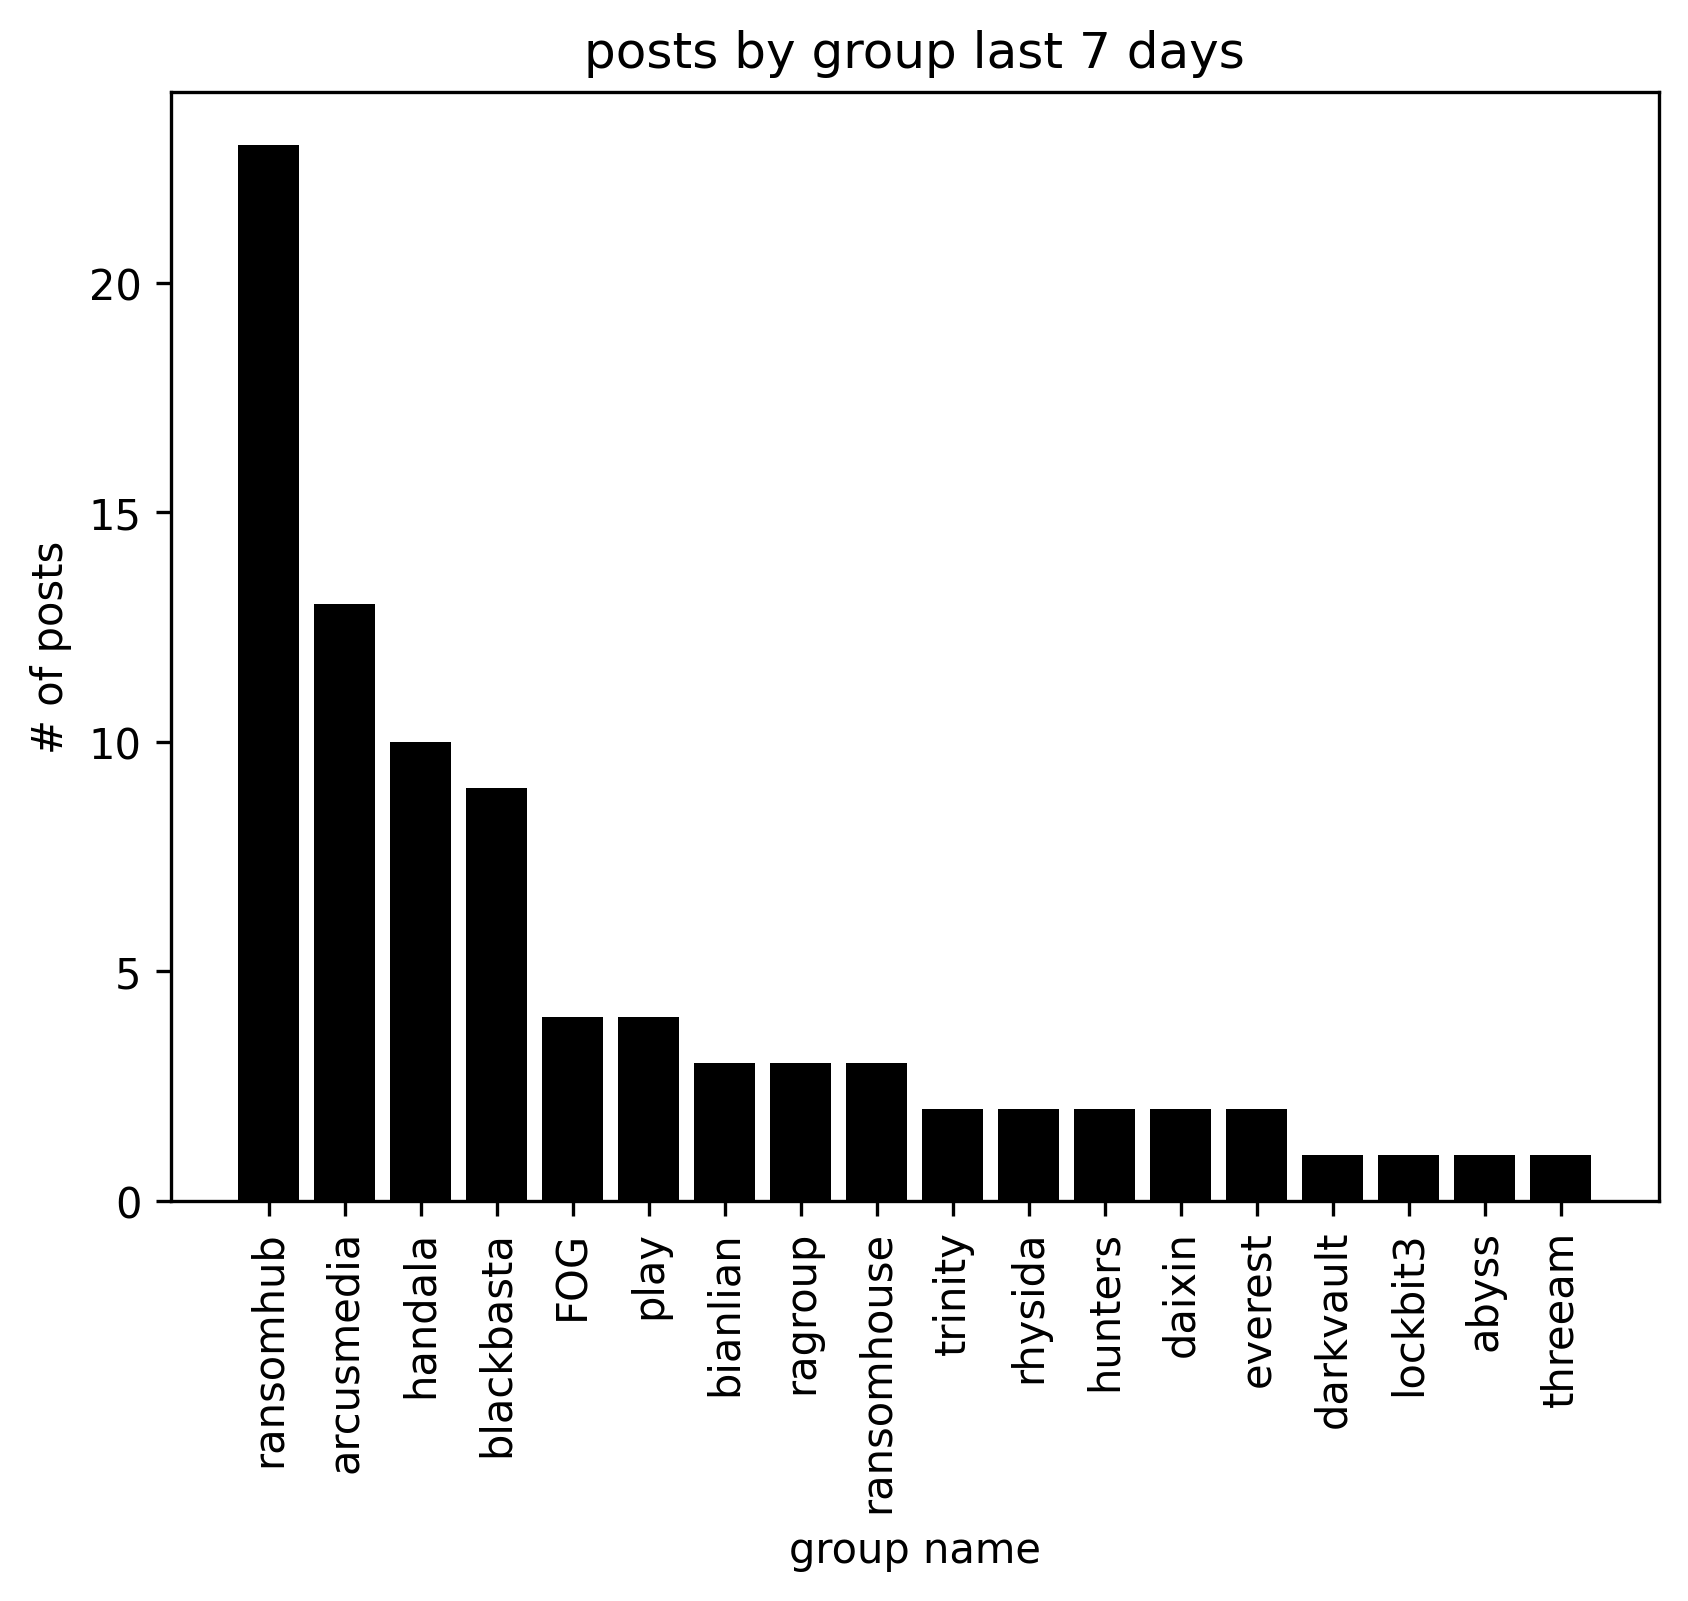 posts by group last 7 days
# of posts
20
15
10
5
0
ransomhub
arcusmedia
handala
blackbasta
FOG
play
bianlian
ragroup
ransomhouse
trinity
rhysida
hunters
daixin
everest
darkvault
lockbit3
abyss
threeam
group name